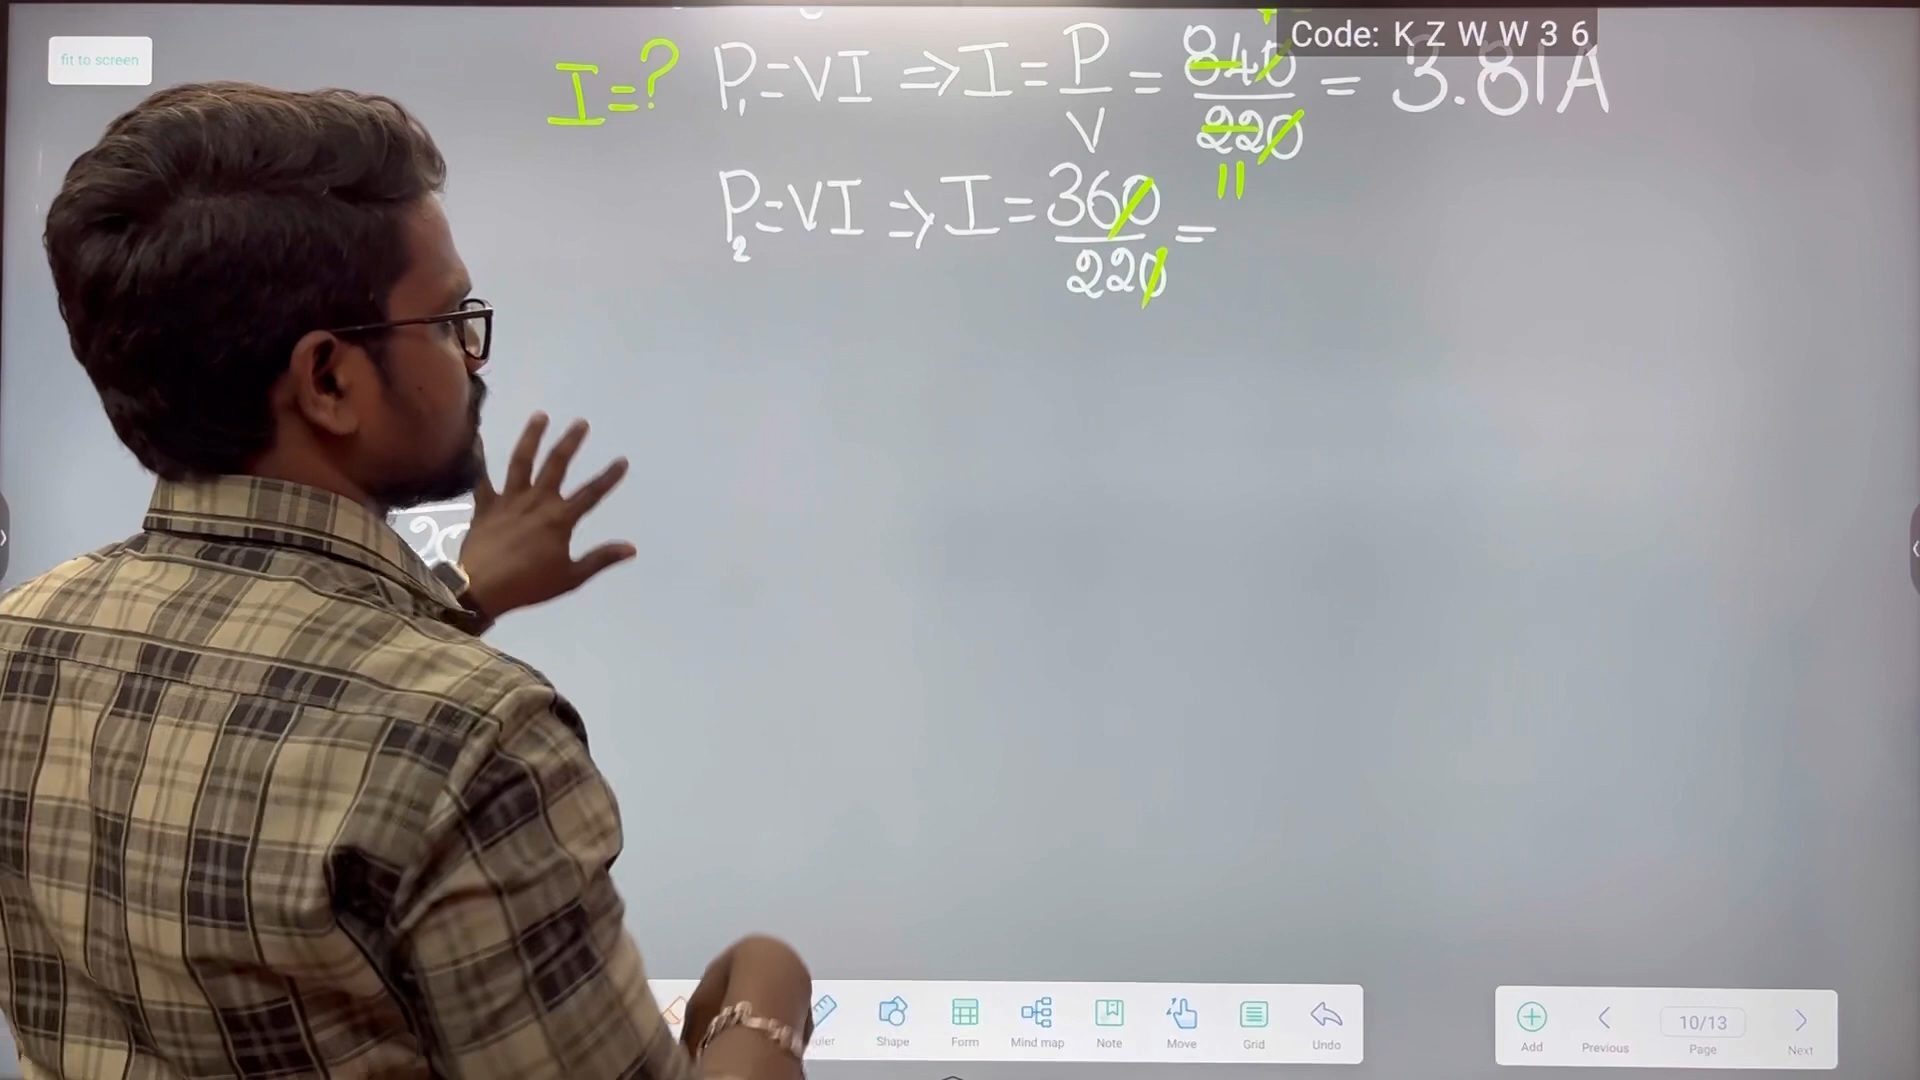 fit to screen
Code: K Z W W 3 6
I=? P₁=VI ⇒ I = P/V = 840/220 = 3.81A
11
P₂=VI ⇒ I = 360/220 =
Shape
Form
Mind map
Note
Move
Grid
Undo
Add
Previous
10/13
Page
Next